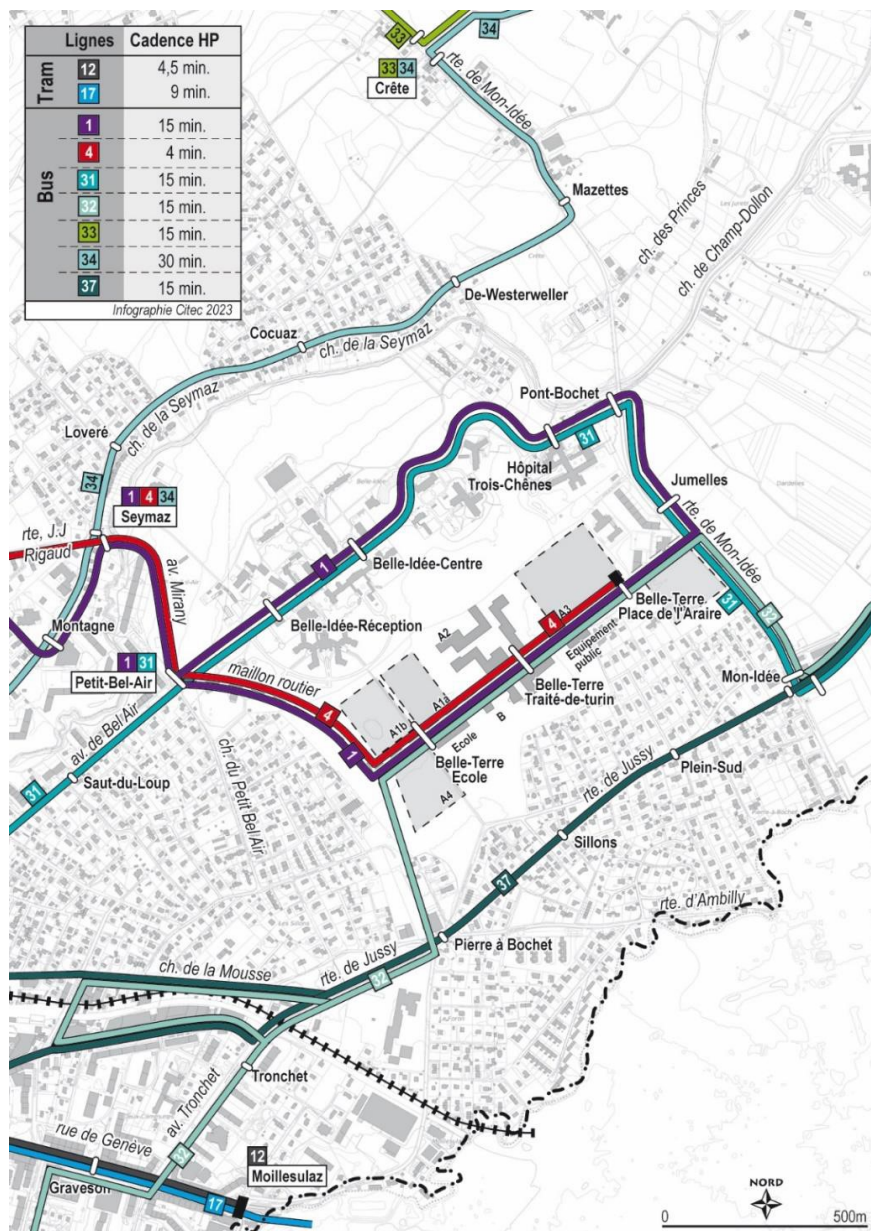 Lignes Cadence HP
Tram
12 4,5 min.
17 9 min.
Bus
1 15 min.
4 4 min.
31 15 min.
32 15 min.
33 15 min.
34 30 min.
37 15 min.
Infographie Citec 2023
33
34
33 34
Crête
rte. de Mon-Idée
Mazettes
ch. des Princes
ch. de Champ-Dollon
De-Westerweller
Cocuaz
ch. de la Seymaz
ch. de la Seymaz
Loveré
34
Pont-Bochet
31
Hôpital
Trois-Chênes
Jumelles
rte. de Mon-Idée
1 4 34
Seymaz
rte, J.J
Rigaud
av. Mirany
1
Belle-Idée-Centre
Belle-Idée-Réception
Montagne
1 31
Petit-Bel-Air
maillon routier
4
1
A2
A3
4
Equipement
public
Belle-Terre
Place de l'Araire
31
32
Mon-Idée
Belle-Terre
Traité-de-turin
A1b
A1a
Ecole
B
Belle-Terre
Ecole
A4
av. de Bel Air
Saut-du-Loup
31
ch. du Petit Bel Air
Plein-Sud
rte. de Jussy
Sillons
37
rte. d'Ambilly
Pierre à Bochet
rte. de Jussy
32
ch. de la Mousse
Tronchet
av. Tronchet
32
rue de Genève
Graveson
12
Moillesulaz
17
NORD
0 500m